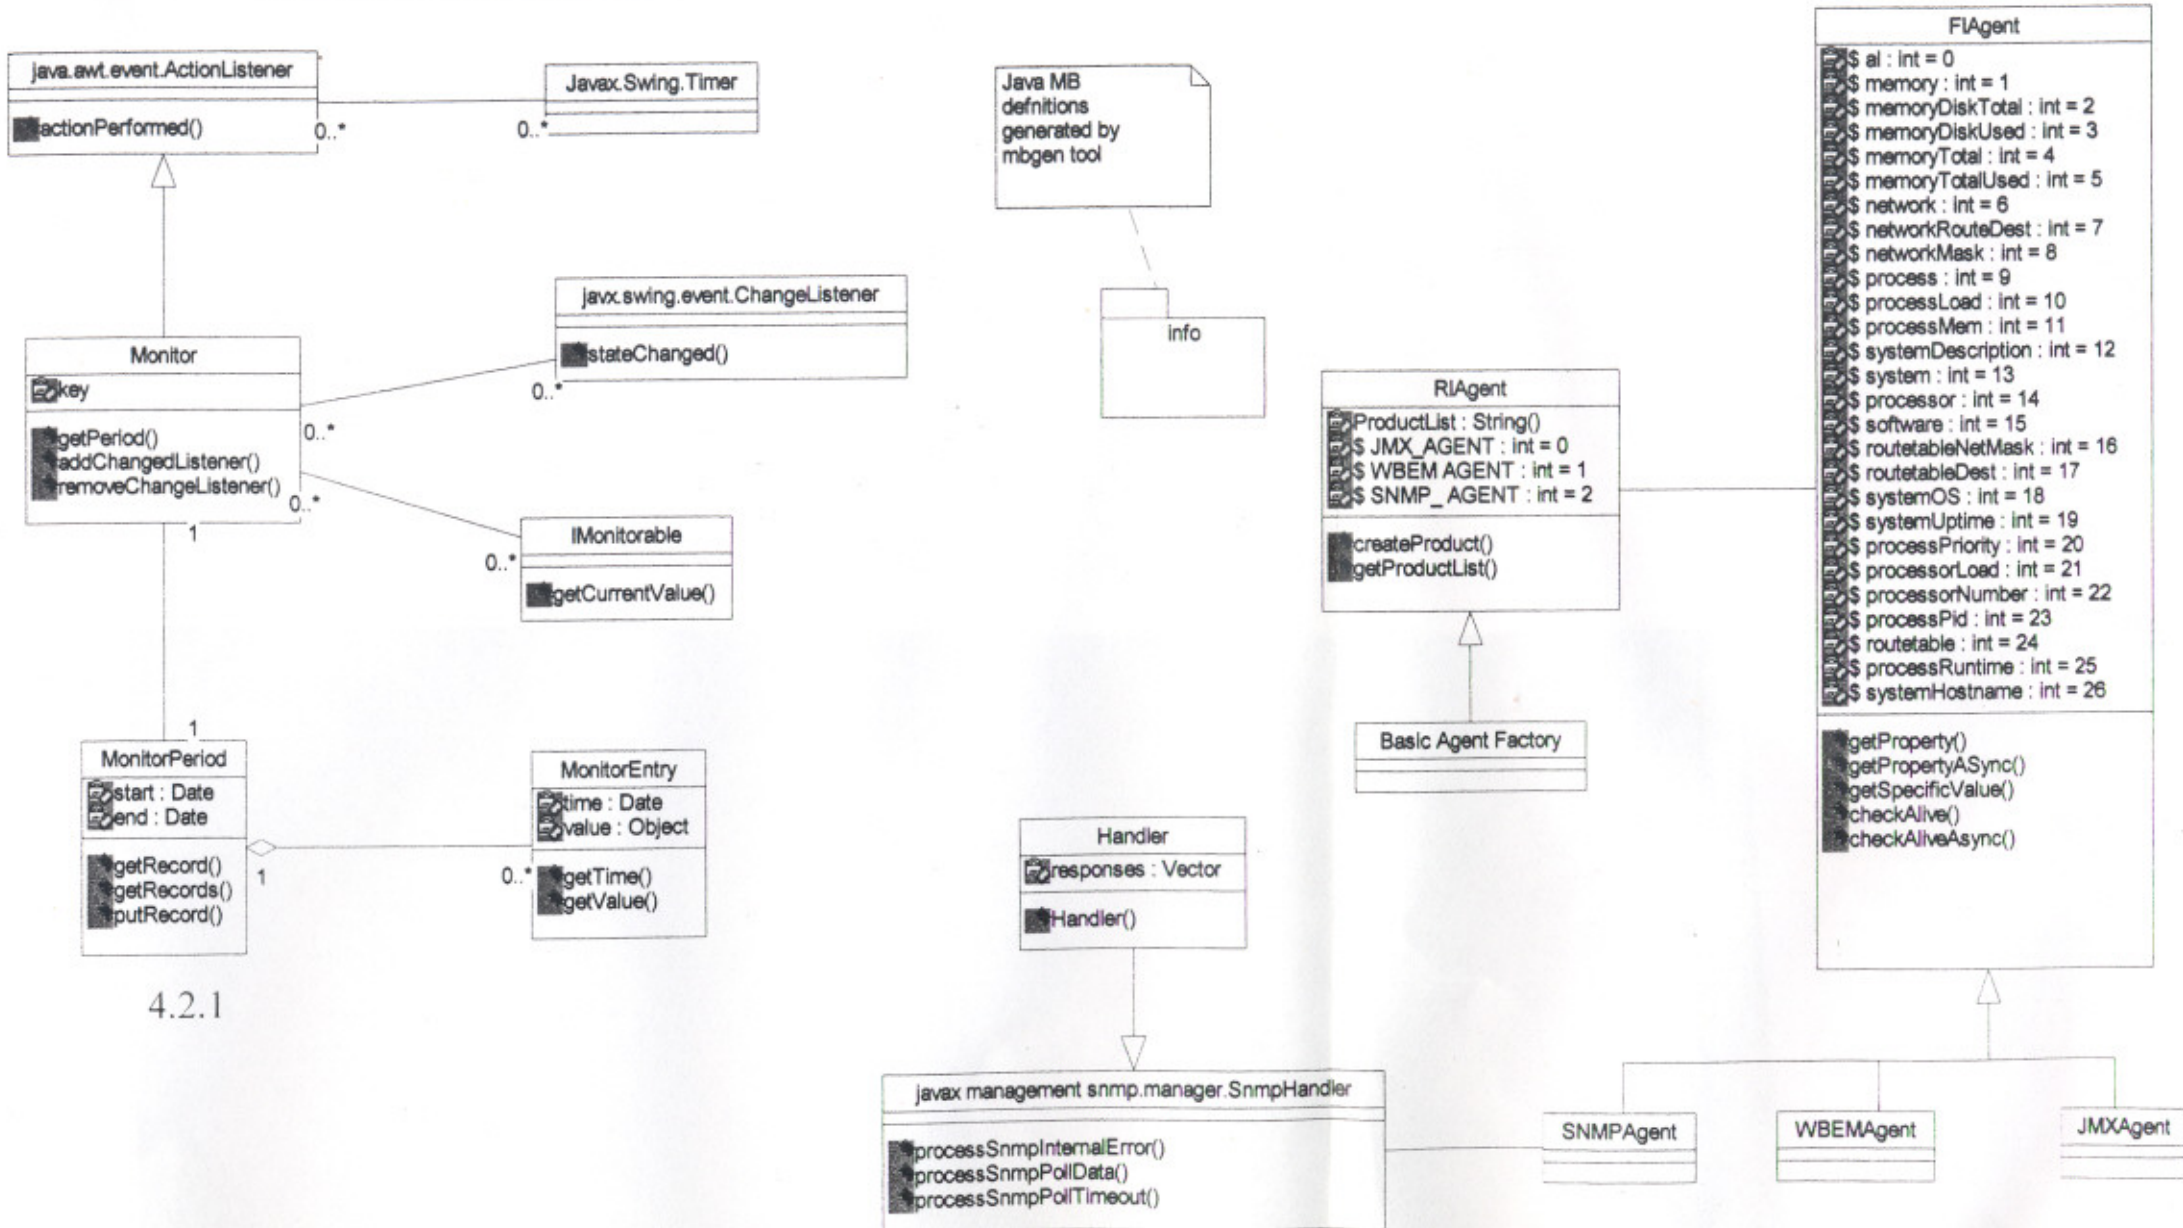 java.awt.event.ActionListener
actionPerformed()
0..*
0..*
Javax.Swing.Timer
Java MB
defnitions
generated by
mbgen tool
info
javx.swing.event.ChangeListener
stateChanged()
0..*
Monitor
key
getPeriod()
addChangedListener()
removeChangeListener()
0..*
0..*
1
IMonitorable
getCurrentValue()
0..*
1
MonitorPeriod
start : Date
end : Date
getRecord()
getRecords()
putRecord()
1
0..*
MonitorEntry
time : Date
value : Object
getTime()
getValue()
4.2.1
RIAgent
ProductList : String()
$ JMX_AGENT : int = 0
$ WBEM AGENT : int = 1
$ SNMP_ AGENT : int = 2
createProduct()
getProductList()
Basic Agent Factory
Handler
responses : Vector
Handler()
javax management snmp.manager.SnmpHandler
processSnmpInternalError()
processSnmpPollData()
processSnmpPollTimeout()
FIAgent
$ al : int = 0
$ memory : int = 1
$ memoryDiskTotal : int = 2
$ memoryDiskUsed : int = 3
$ memoryTotal : int = 4
$ memoryTotalUsed : int = 5
$ network : int = 6
$ networkRouteDest : int = 7
$ networkMask : int = 8
$ process : int = 9
$ processLoad : int = 10
$ processMem : int = 11
$ systemDescription : int = 12
$ system : int = 13
$ processor : int = 14
$ software : int = 15
$ routetableNetMask : int = 16
$ routetableDest : int = 17
$ systemOS : int = 18
$ systemUptime : int = 19
$ processPriority : int = 20
$ processorLoad : int = 21
$ processorNumber : int = 22
$ processPid : int = 23
$ routetable : int = 24
$ processRuntime : int = 25
$ systemHostname : int = 26
getProperty()
getPropertyASync()
getSpecificValue()
checkAlive()
checkAliveAsync()
SNMPAgent
WBEMAgent
JMXAgent